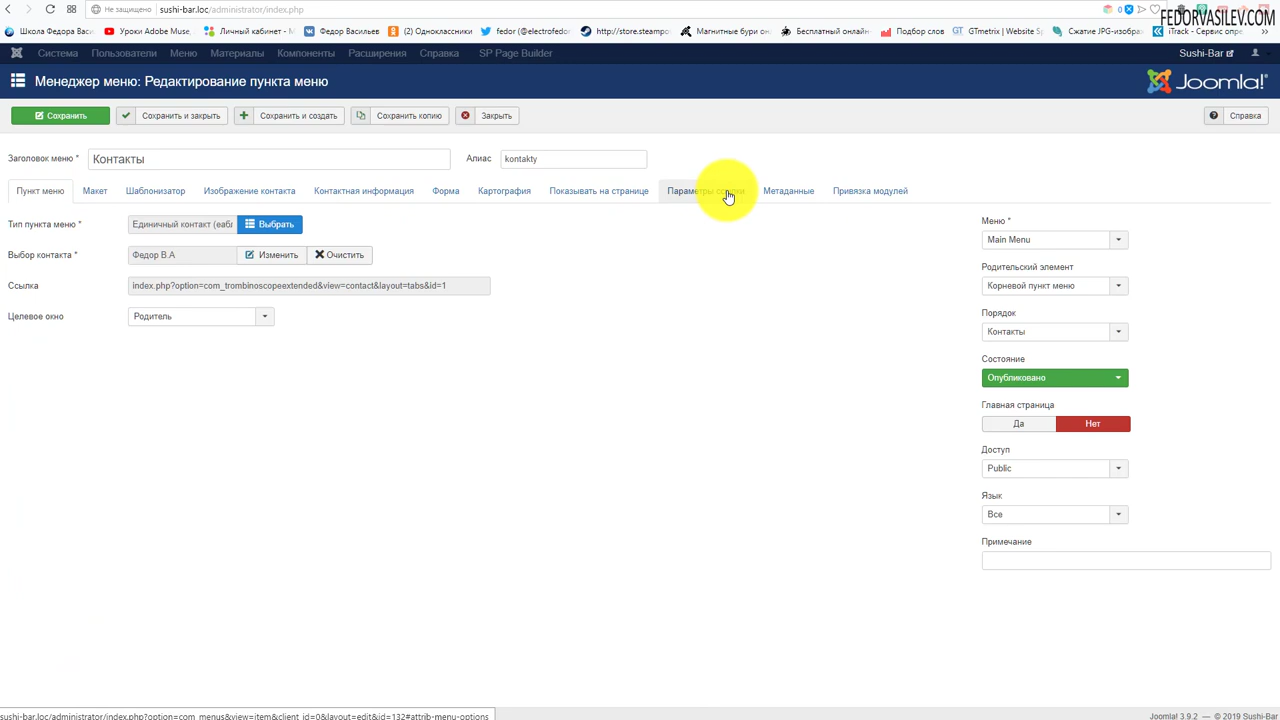 Не защищено sushi-bar.loc/administrator/index.php
FEDORVASILEV.COM
Школа Федора Васи Уроки Adobe Muse Личный кабинет - М Федор Васильев (2) Одноклассники fedor (@electrofedor http://store.steampo Магнитные бури он Бесплатный онлайн Подбор слов GTmetrix | Website S Сжатие JPG-изобра iTrack - Сервис опре
Система Пользователи Меню Материалы Компоненты Расширения Справка SP Page Builder Sushi-Bar
Менеджер меню: Редактирование пункта меню Joomla!®
Сохранить Сохранить и закрыть Сохранить и создать Сохранить копию Закрыть Справка
Заголовок меню * Контакты Алиас kontakty
Пункт меню Макет Шаблонизатор Изображение контакта Контактная информация Форма Картография Показывать на странице Параметры Метаданные Привязка модулей
Тип пункта меню * Единичный контакт (вабл Выбрать
Выбор контакта * Федор В.А Изменить Очистить
Ссылка index.php?option=com_trombinoscopeextended&view=contact&layout=tabs&id=1
Целевое окно Родитель
Меню *
Main Menu
Родительский элемент
Корневой пункт меню
Порядок
Контакты
Состояние
Опубликовано
Главная страница
Да Нет
Доступ
Public
Язык
Все
Примечание
sushi-bar.loc/administrator/index.php?option=com_menus&view=item&client_id=0&layout=edit&id=132#attrib-menu-options
Joomla! 3.9.2 — © 2019 Sushi-Bar